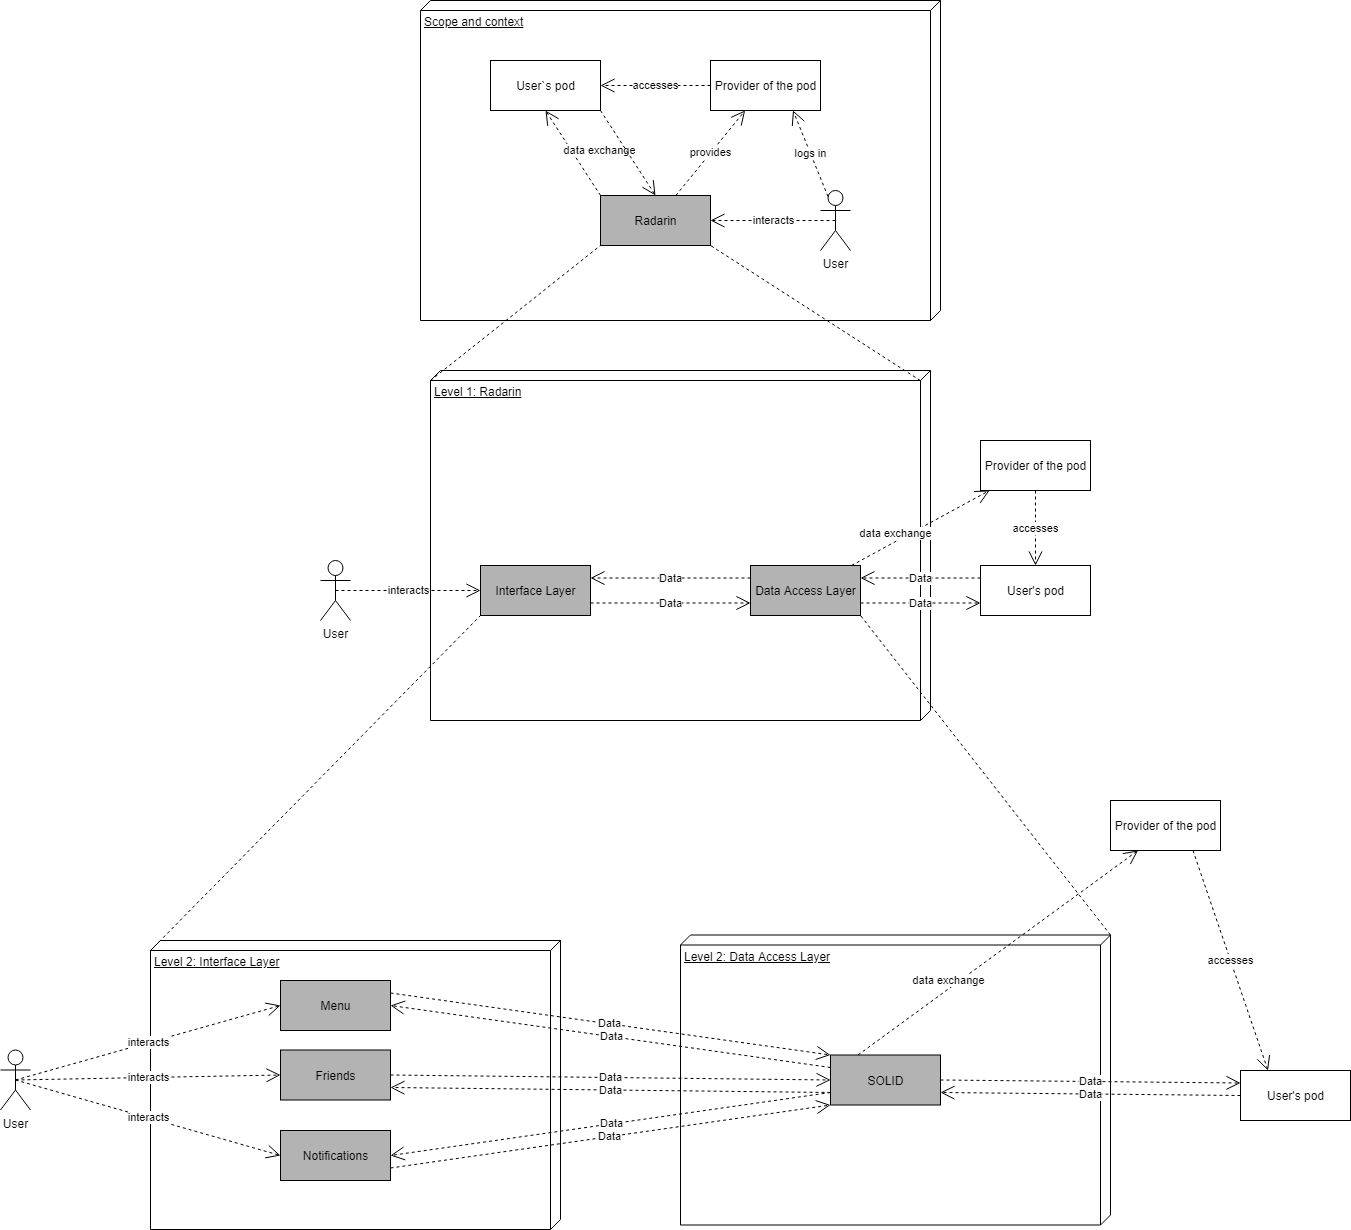 Scope and context
User`s pod
accesses
Provider of the pod
data exchange
provides
logs in
Radarin
interacts
User
Level 1: Radarin
Provider of the pod
data exchange
accesses
interacts
Interface Layer
Data
Data
Data Access Layer
Data
Data
User's pod
User
Provider of the pod
Level 2: Interface Layer
Level 2: Data Access Layer
accesses
data exchange
Menu
interacts
Data
Data
Friends
interacts
Data
Data
SOLID
Data
Data
User's pod
User
interacts
Data
Data
Notifications